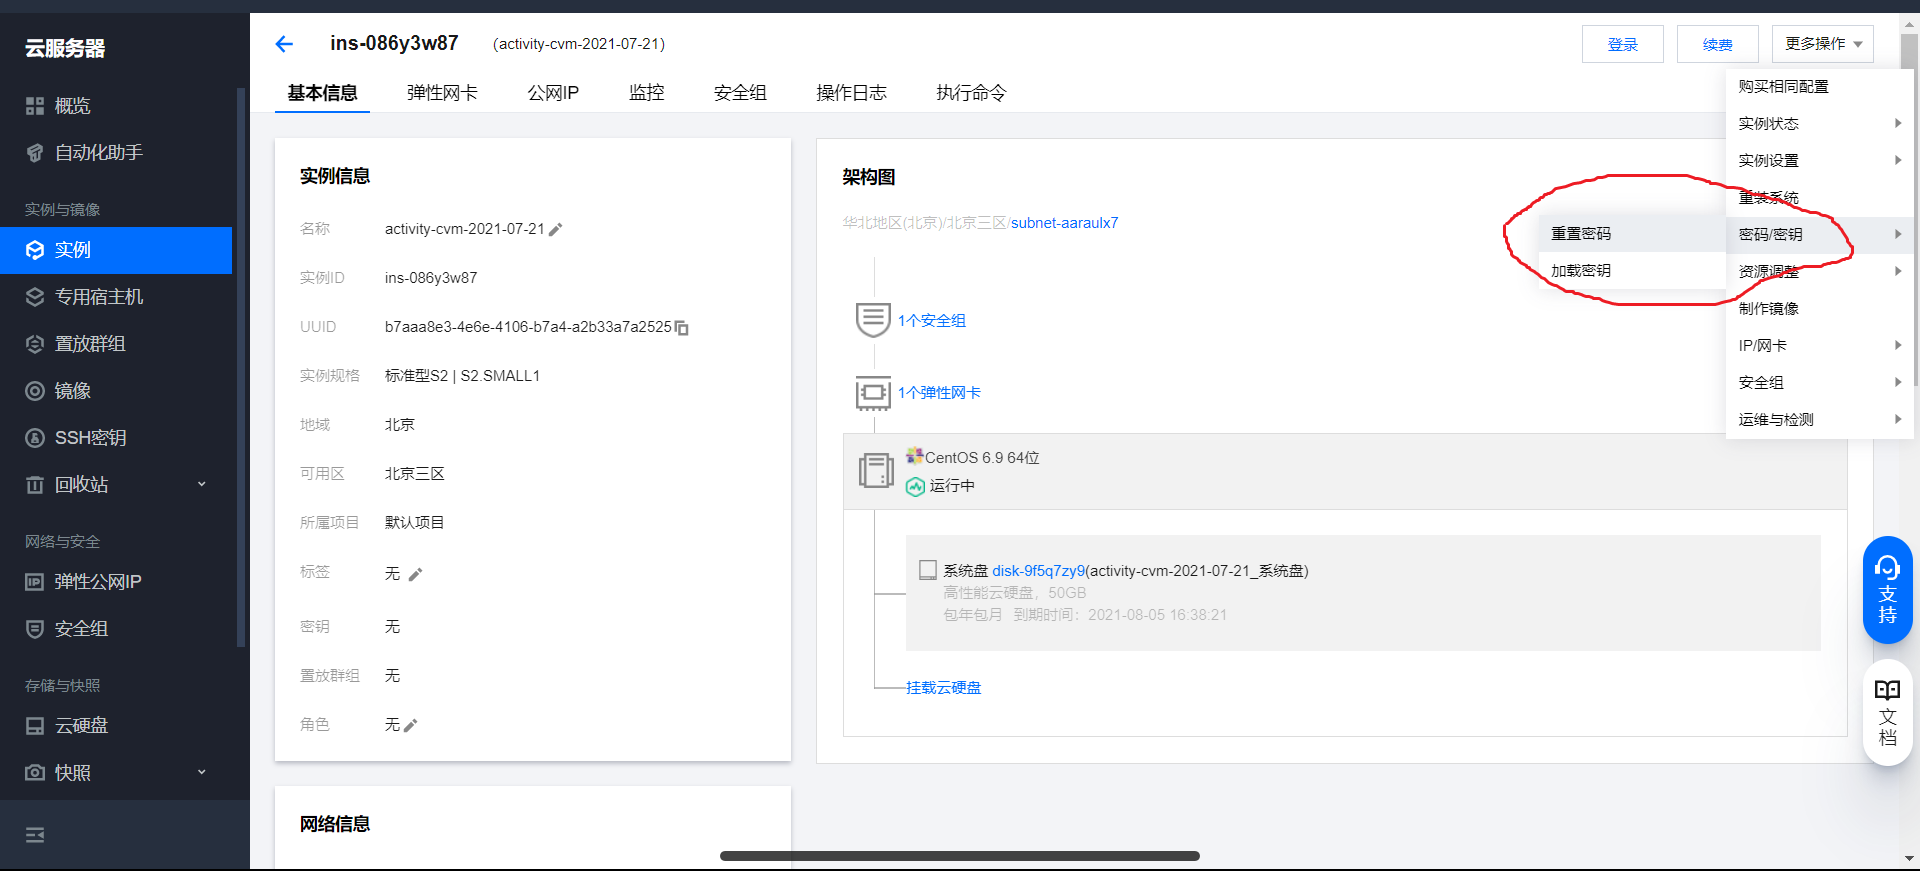 云服务器
概览
自动化助手
实例与镜像
实例
专用宿主机
置放群组
镜像
SSH密钥
回收站
网络与安全
弹性公网IP
安全组
存储与快照
云硬盘
快照
ins-086y3w87 (activity-cvm-2021-07-21)
登录 续费 更多操作
基本信息 弹性网卡 公网IP 监控 安全组 操作日志 执行命令
实例信息
名称 activity-cvm-2021-07-21
实例ID ins-086y3w87
UUID b7aaa8e3-4e6e-4106-b7a4-a2b33a7a2525
实例规格 标准型S2 | S2.SMALL1
地域 北京
可用区 北京三区
所属项目 默认项目
标签 无
密钥 无
置放群组 无
角色 无
网络信息
架构图
华北地区(北京)/北京三区/subnet-aaraulx7
1个安全组
1个弹性网卡
CentOS 6.9 64位
运行中
系统盘 disk-9f5q7zy9(activity-cvm-2021-07-21_系统盘)
高性能云硬盘，50GB
包年包月 到期时间：2021-08-05 16:38:21
挂载云硬盘
购买相同配置
实例状态
实例设置
重装系统
密码/密钥
资源调整
制作镜像
IP/网卡
安全组
运维与检测
重置密码
加载密钥
支持
文档